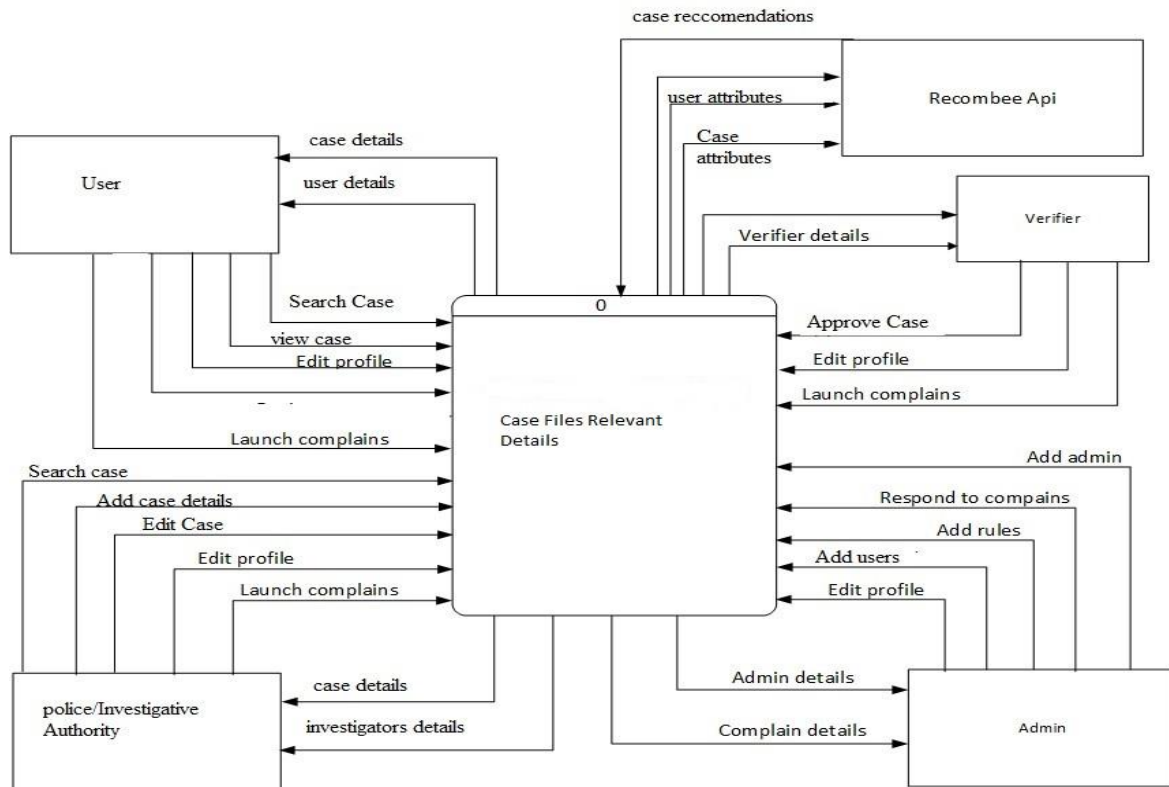 case reccomendations
Recombee Api
user attributes
Case
attributes
case details
User
user details
Verifier
Verifier details
Search Case
0
Approve Case
view case
Edit profile
Edit profile
Launch complains
Case Files Relevant
Details
Launch complains
Search case
Add admin
Add case details
Respond to compains
Edit Case
Add rules
Edit profile
Add users
Launch complains
Edit profile
case details
Admin details
police/Investigative
Authority
investigators details
Complain details
Admin